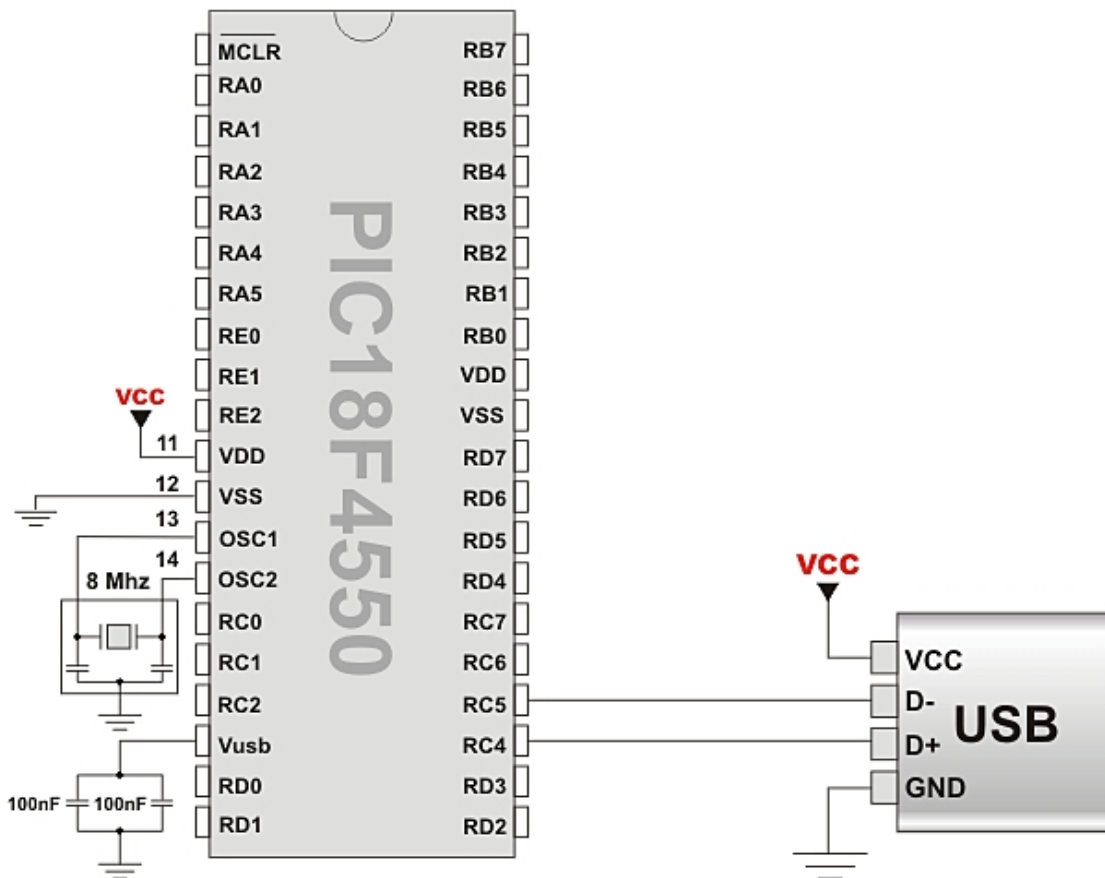 MCLR
RA0
RA1
RA2
RA3
RA4
RA5
RE0
RE1
RE2
VDD
VSS
OSC1
OSC2
RC0
RC1
RC2
Vusb
RD0
RD1
PIC18F4550
RB7
RB6
RB5
RB4
RB3
RB2
RB1
RB0
VDD
VSS
RD7
RD6
RD5
RD4
RC7
RC6
RC5
RC4
RD3
RD2
VCC
11
12
13
14
8 Mhz
100nF
100nF
VCC
VCC
D-
D+
GND
USB